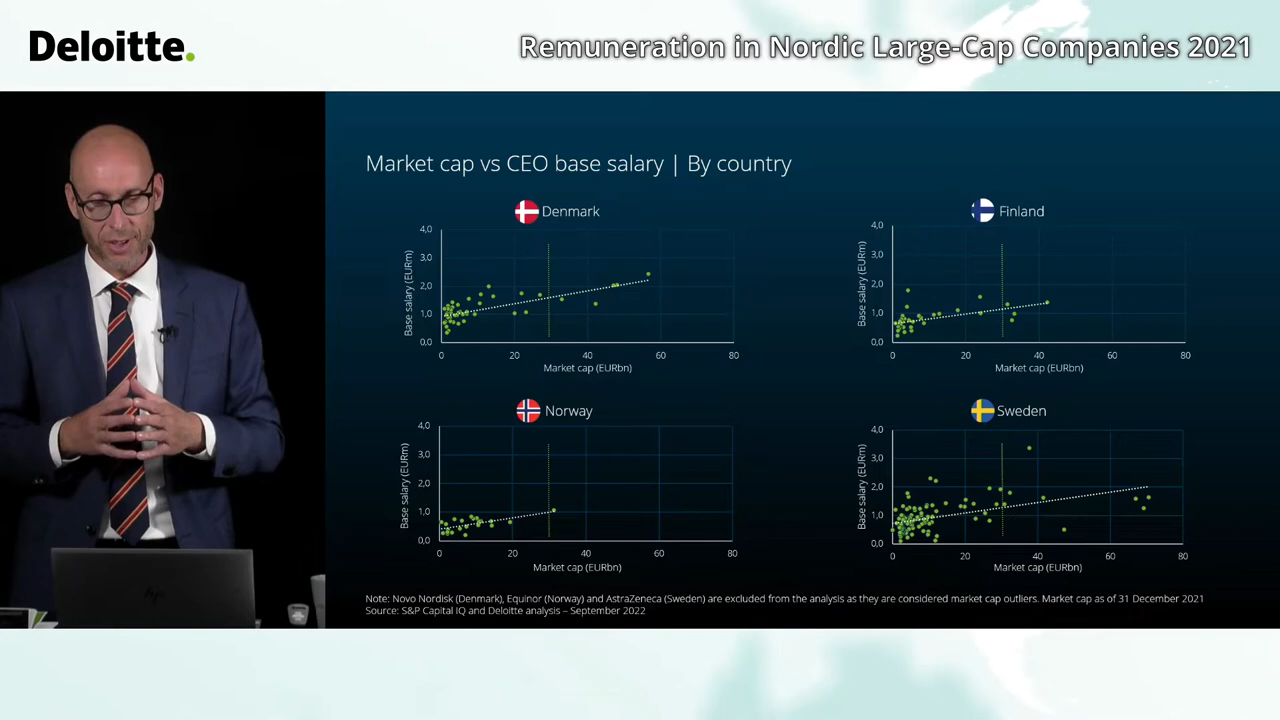 Deloitte.
Remuneration in Nordic Large-Cap Companies 2021
Market cap vs CEO base salary | By country
Denmark
4,0
3,0
2,0
1,0
0,0
Base salary (EURm)
0 20 40 60 80
Market cap (EURbn)
Finland
4,0
3,0
2,0
1,0
0,0
Base salary (EURm)
0 20 40 60 80
Market cap (EURbn)
Norway
4,0
3,0
2,0
1,0
0,0
Base salary (EURm)
0 20 40 60 80
Market cap (EURbn)
Sweden
4,0
3,0
2,0
1,0
0,0
Base salary (EURm)
0 20 40 60 80
Market cap (EURbn)
Note: Novo Nordisk (Denmark), Equinor (Norway) and AstraZeneca (Sweden) are excluded from the analysis as they are considered market cap outliers. Market cap as of 31 December 2021
Source: S&P Capital IQ and Deloitte analysis – September 2022